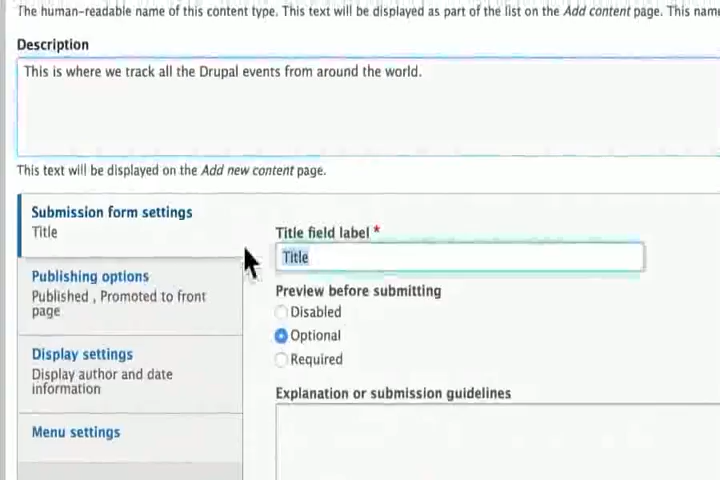 The human-readable name of this content type. This text will be displayed as part of the list on the Add content page. This name
Description
This is where we track all the Drupal events from around the world.
This text will be displayed on the Add new content page.
Submission form settings
Title
Publishing options
Published , Promoted to front
page
Display settings
Display author and date
information
Menu settings
Title field label *
Title
Preview before submitting
Disabled
Optional
Required
Explanation or submission guidelines